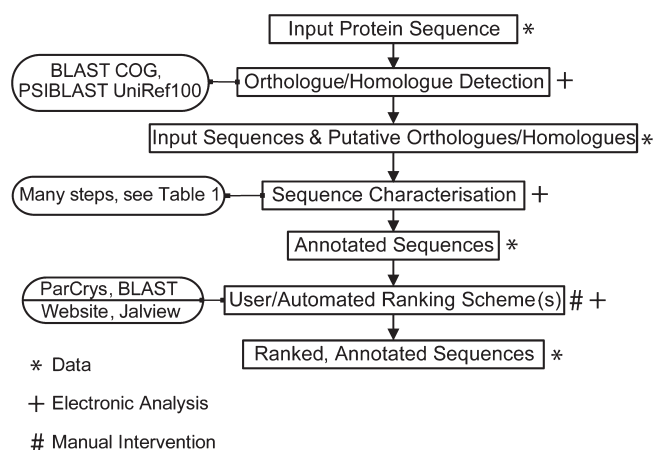 Input Protein Sequence *
BLAST COG,
PSIBLAST UniRef100
Orthologue/Homologue Detection +
Input Sequences & Putative Orthologues/Homologues *
Many steps, see Table 1
Sequence Characterisation +
Annotated Sequences *
ParCrys, BLAST
Website, Jalview
User/Automated Ranking Scheme(s) # +
Ranked, Annotated Sequences *
* Data
+ Electronic Analysis
# Manual Intervention